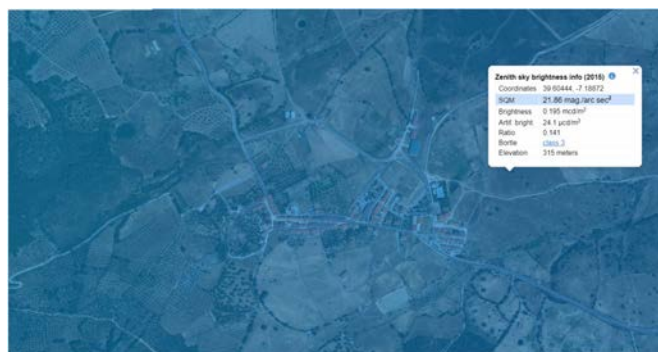 Zenith sky brightness info (2015)
Coordinates 39.60444, -7.18672
SQM 21.86 mag./arc sec²
Brightness 0.195 mcd/m²
Artif. bright. 24.1 μcd/m²
Ratio 0.141
Bortle class 3
Elevation 315 meters